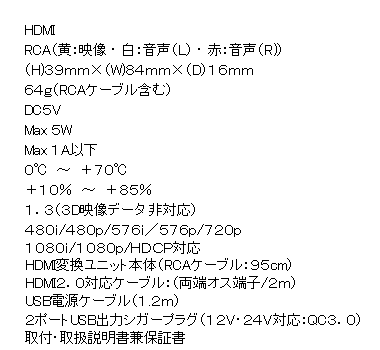 HDMI
RCA(黄:映像 ・ 白:音声(L) ・ 赤:音声(R))
(H)39mm×(W)84mm×(D)16mm
64g(RCAケーブル含む)
DC5V
Max 5W
Max 1A以下
0℃ ～ +70℃
+10% ～ +85%
1.3(3D映像データ非対応)
480i/480p/576i／576p/720p
1080i/1080p/HDCP対応
HDMI変換ユニット本体(RCAケーブル:95cm)
HDMI2.0対応ケーブル:(両端オス端子/2m)
USB電源ケーブル(1.2m)
2ポートUSB出力シガープラグ(12V・24V対応:QC3.0)
取付・取扱説明書兼保証書